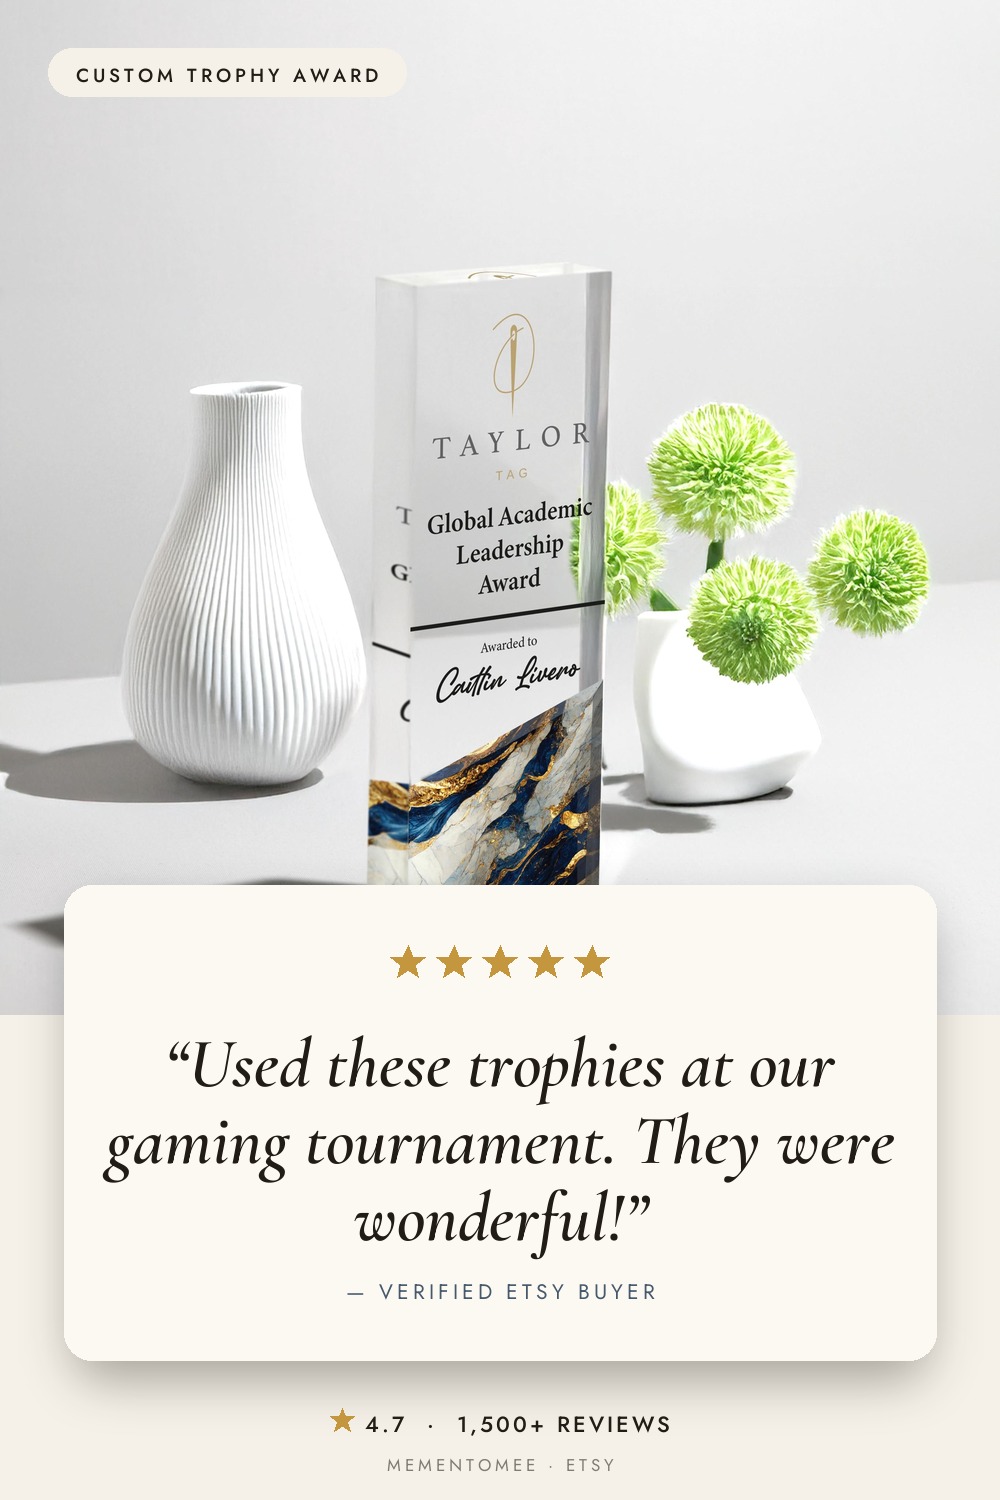 CUSTOM TROPHY AWARD
TAYLOR
TAG
Global Academic
Leadership
Award
Awarded to
Caitlin Livero
★★★★★
“Used these trophies at our
gaming tournament. They were
wonderful!”
— VERIFIED ETSY BUYER
★ 4.7 · 1,500+ REVIEWS
MEMENTOMEE · ETSY